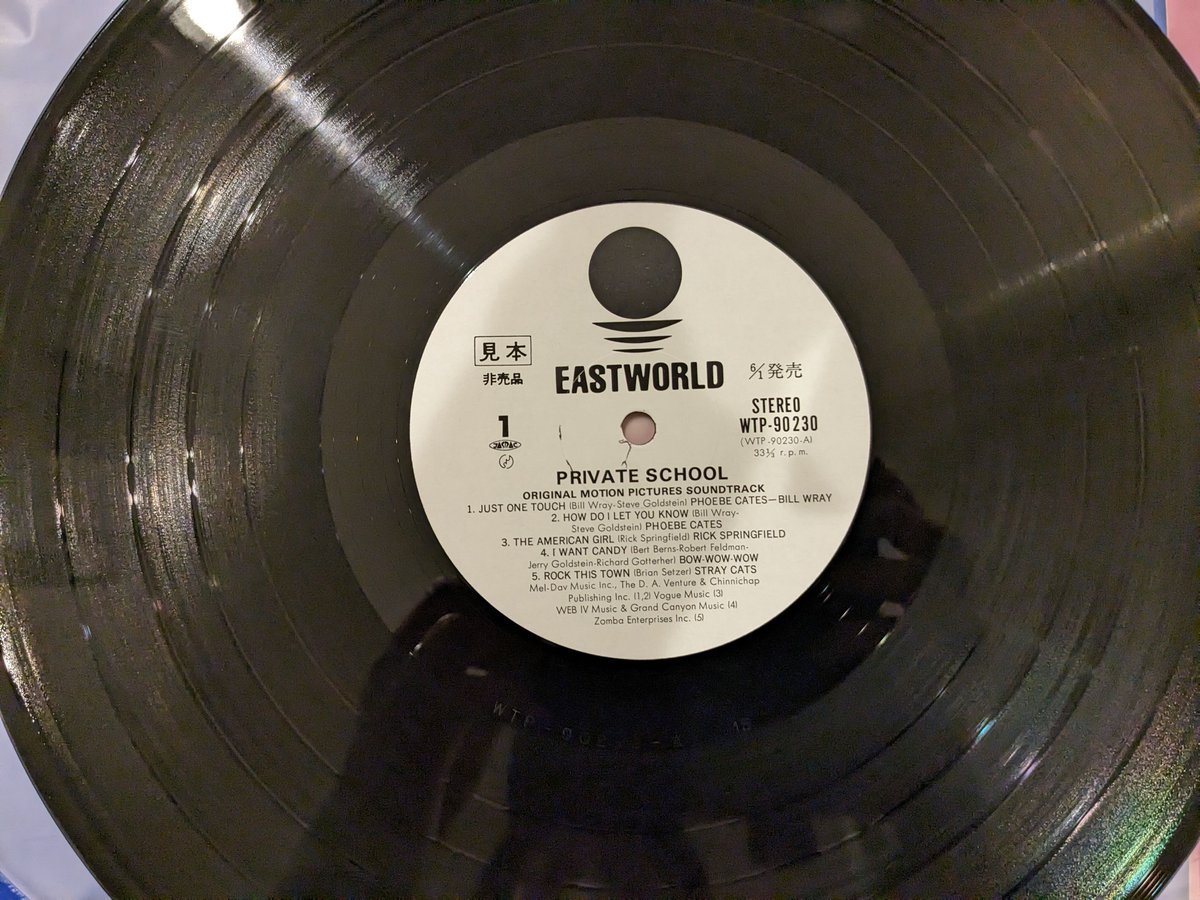 見本
非売品
EASTWORLD
6/1発売
1
JASRAC
STEREO
WTP-90230
(WTP-90230-A)
33⅓ r.p.m.
PRIVATE SCHOOL
ORIGINAL MOTION PICTURES SOUNDTRACK
1. JUST ONE TOUCH (Bill Wray-Steve Goldstein) PHOEBE CATES—BILL WRAY
2. HOW DO I LET YOU KNOW (Bill Wray-
Steve Goldstein) PHOEBE CATES
3. THE AMERICAN GIRL (Rick Springfield) RICK SPRINGFIELD
4. I WANT CANDY (Bert Berns-Robert Feldman-
Jerry Goldstein-Richard Gotterher) BOW-WOW-WOW
5. ROCK THIS TOWN (Brian Setzer) STRAY CATS
Mel-Dav Music Inc., The D. A. Venture & Chinnichap
Publishing Inc. (1,2) Vogue Music (3)
WEB IV Music & Grand Canyon Music (4)
Zomba Enterprises Inc. (5)
WTP